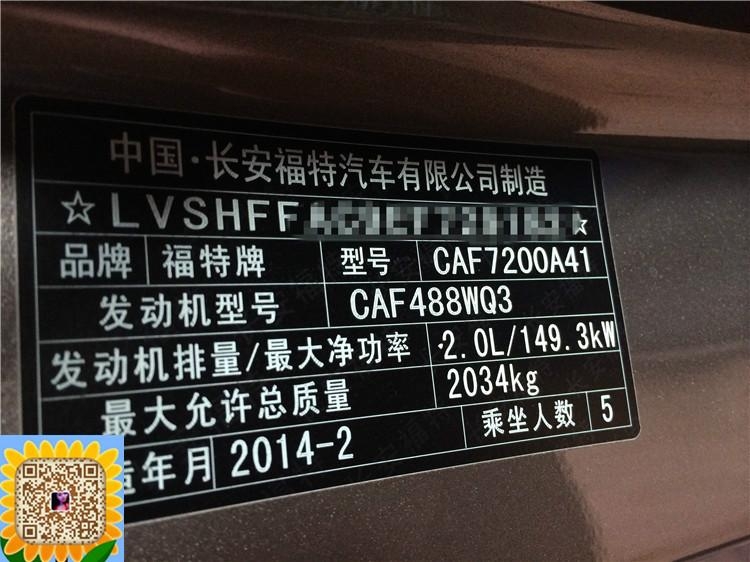 中国·长安福特汽车有限公司制造
☆LVSHFF ☆
品牌 福特牌 型号 CAF7200A41
发动机型号 CAF488WQ3
发动机排量/最大净功率 2.0L/149.3kW
最大允许总质量 2034kg
造年月 2014-2 乘坐人数 5